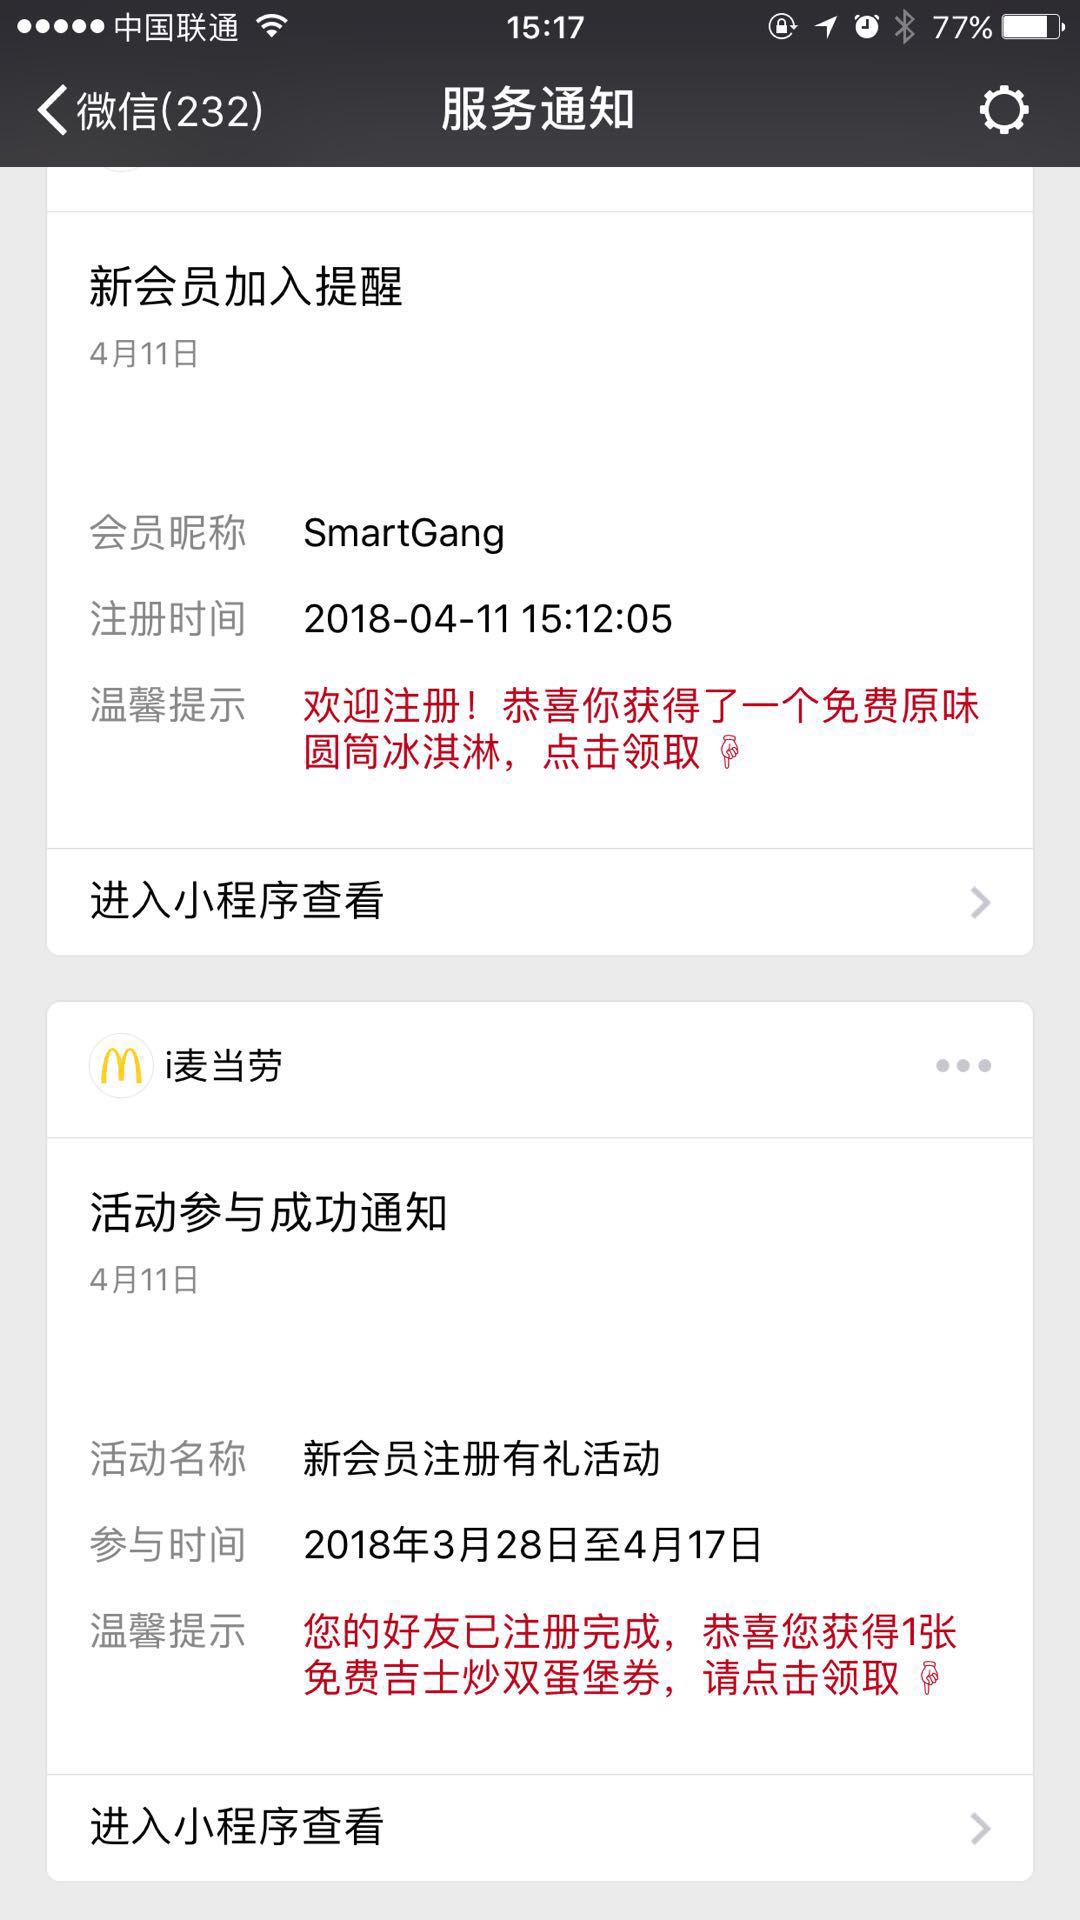 中国联通 15:17 77%
微信(232) 服务通知
新会员加入提醒
4月11日
会员昵称 SmartGang
注册时间 2018-04-11 15:12:05
温馨提示 欢迎注册！恭喜你获得了一个免费原味
圆筒冰淇淋，点击领取☟
进入小程序查看
i麦当劳
活动参与成功通知
4月11日
活动名称 新会员注册有礼活动
参与时间 2018年3月28日至4月17日
温馨提示 您的好友已注册完成，恭喜您获得1张
免费吉士炒双蛋堡券，请点击领取☟
进入小程序查看